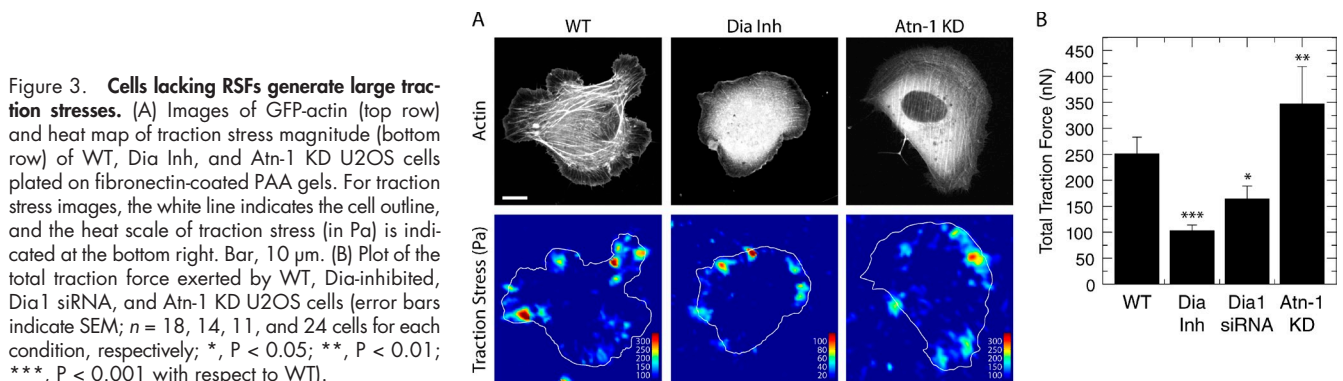 Figure 3. Cells lacking RSFs generate large trac-
tion stresses. (A) Images of GFP-actin (top row)
and heat map of traction stress magnitude (bottom
row) of WT, Dia Inh, and Atn-1 KD U2OS cells
plated on fibronectin-coated PAA gels. For traction
stress images, the white line indicates the cell outline,
and the heat scale of traction stress (in Pa) is indi-
cated at the bottom right. Bar, 10 µm. (B) Plot of the
total traction force exerted by WT, Dia-inhibited,
Dia1 siRNA, and Atn-1 KD U2OS cells (error bars
indicate SEM; n = 18, 14, 11, and 24 cells for each
condition, respectively; *, P < 0.05; **, P < 0.01;
***, P < 0.001 with respect to WT).
A
WT
Dia Inh
Atn-1 KD
Actin
Traction Stress (Pa)
300
250
200
150
100
100
80
60
40
20
300
250
200
150
100
B
Total Traction Force (nN)
450
400
350
300
250
200
150
100
50
0
***
*
**
WT
Dia
Inh
Dia1
siRNA
Atn-1
KD